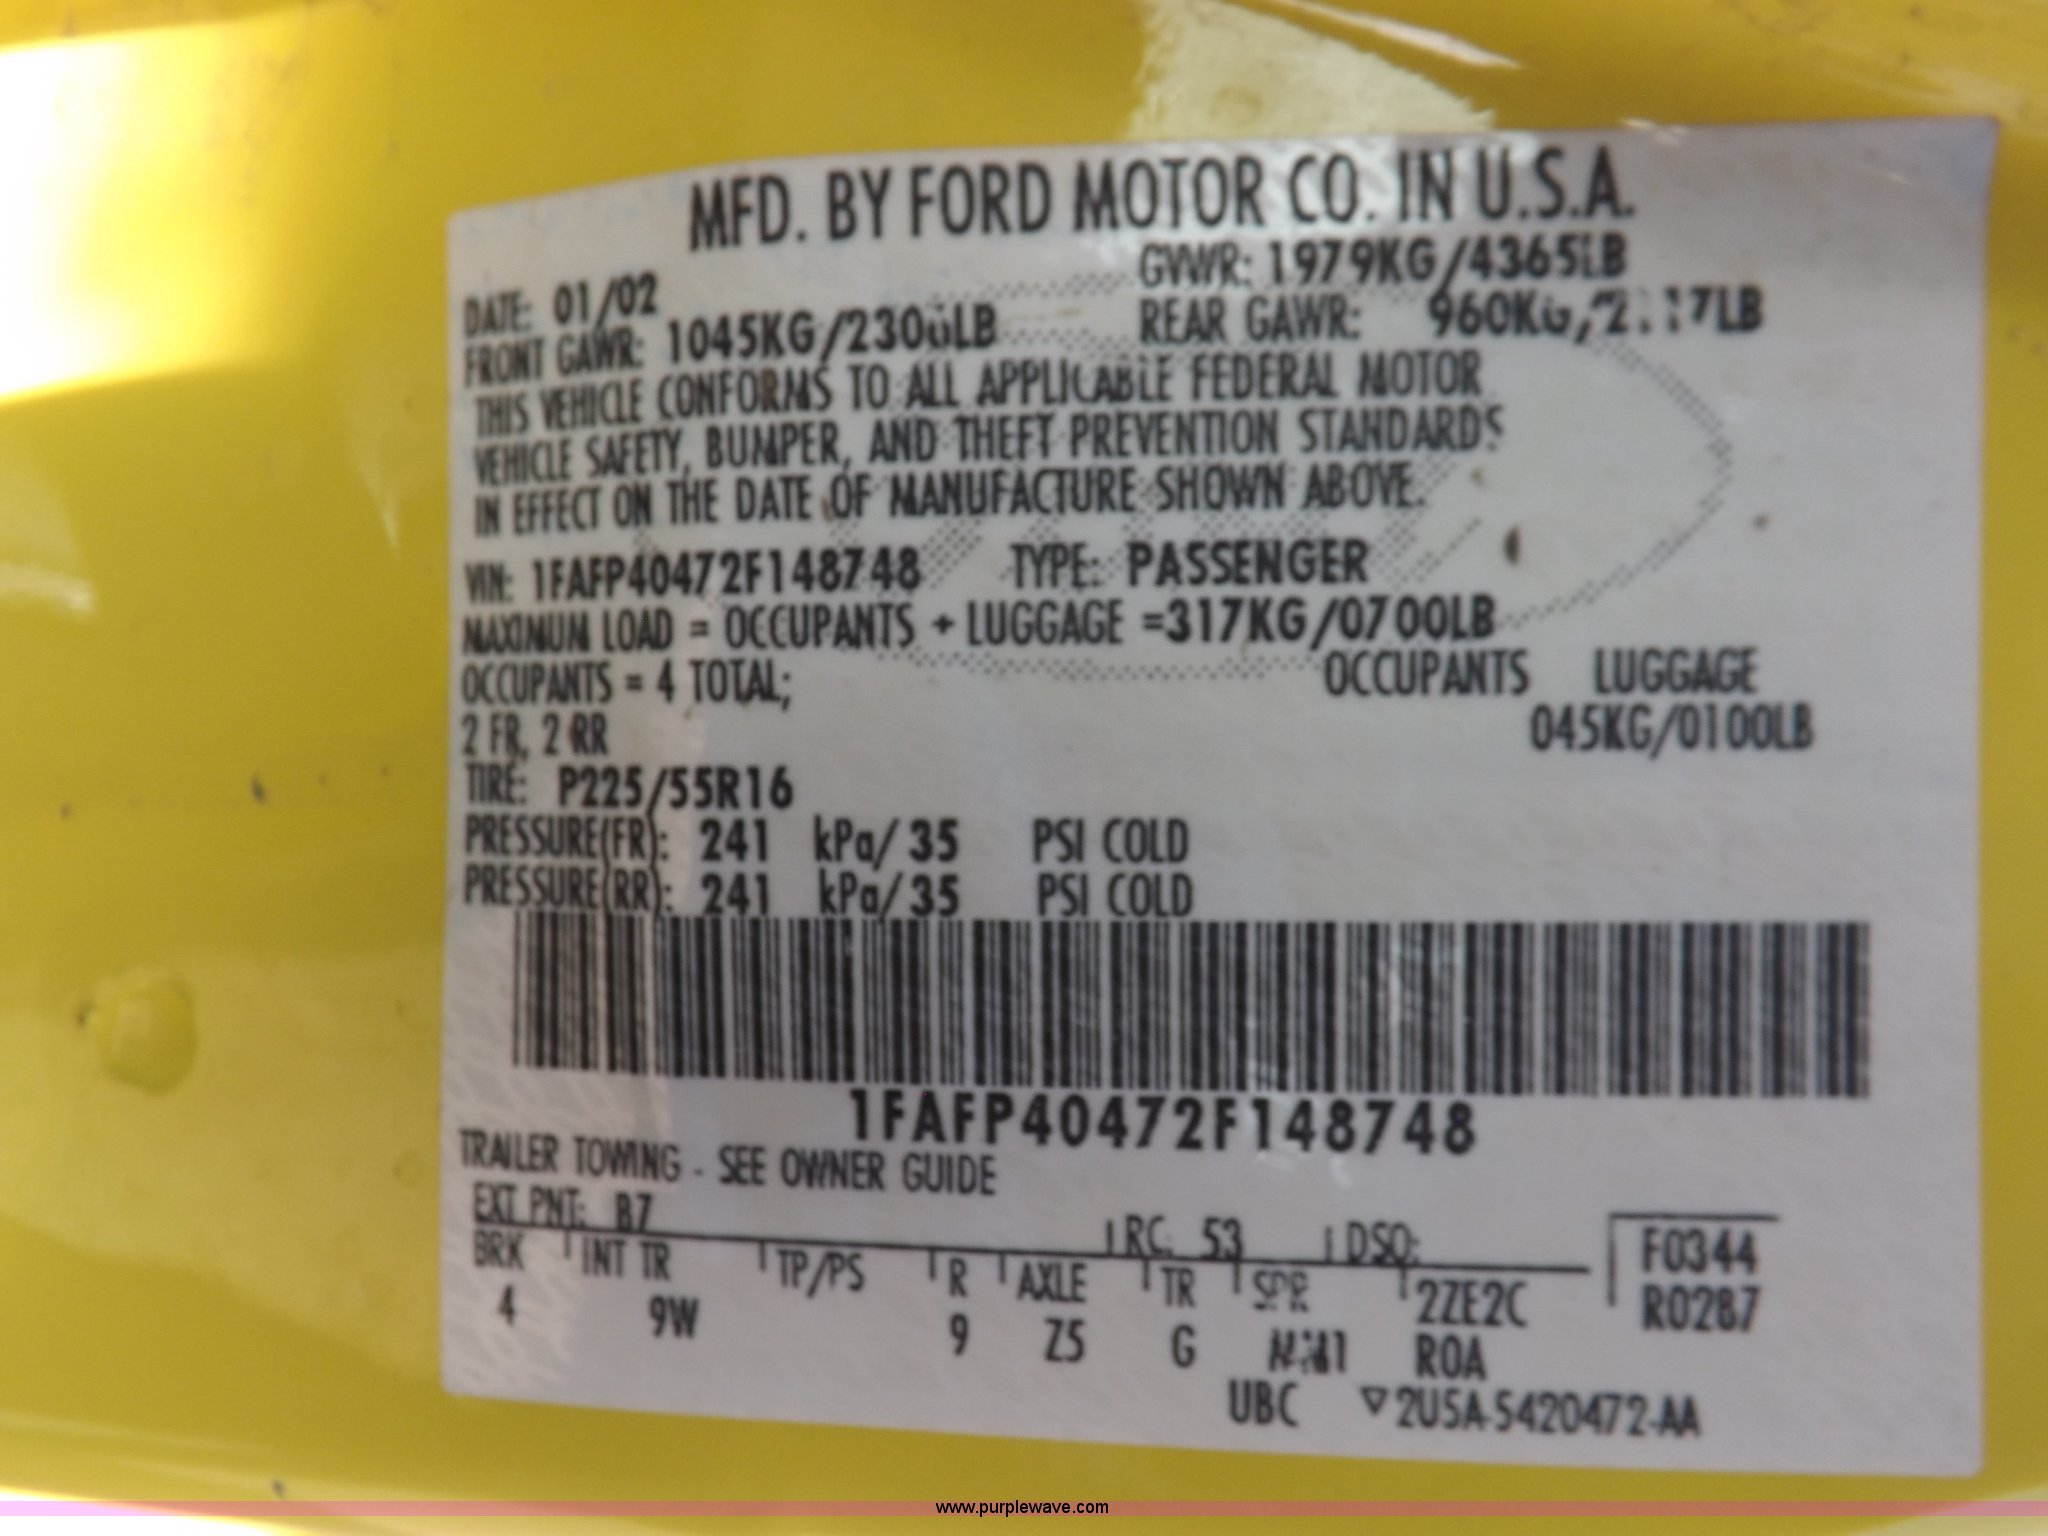 MFD. BY FORD MOTOR CO. IN U.S.A.
DATE: 01/02 GVWR: 1979KG/4365LB
FRONT GAWR: REAR GAWR:
THIS VEHICLE CONFORMS TO ALL APPLICABLE FEDERAL MOTOR
VEHICLE SAFETY, BUMPER, AND THEFT PREVENTION STANDARDS
IN EFFECT ON THE DATE OF MANUFACTURE SHOWN ABOVE.
VIN: 1FAFP40472F148748 TYPE: PASSENGER
MAXIMUM LOAD = OCCUPANTS + LUGGAGE =317KG/0700LB
OCCUPANTS = 4 TOTAL; OCCUPANTS LUGGAGE
2 FR, 2 RR 045KG/0100LB
TIRE: P225/55R16
PRESSURE(FR): 241 kPa/ 35 PSI COLD
PRESSURE(RR): 241 kPa/ 35 PSI COLD
1FAFP40472F148748
TRAILER TOWING - SEE OWNER GUIDE
EXT PNT: B7 RC: 53 DSO: F0344
BRK INT TR TP/PS R AXLE TR SPR 2ZE2C R0287
4 9W 9 Z5 G R0A
UBC ▽2U5A-5420472-AA
www.purplewave.com